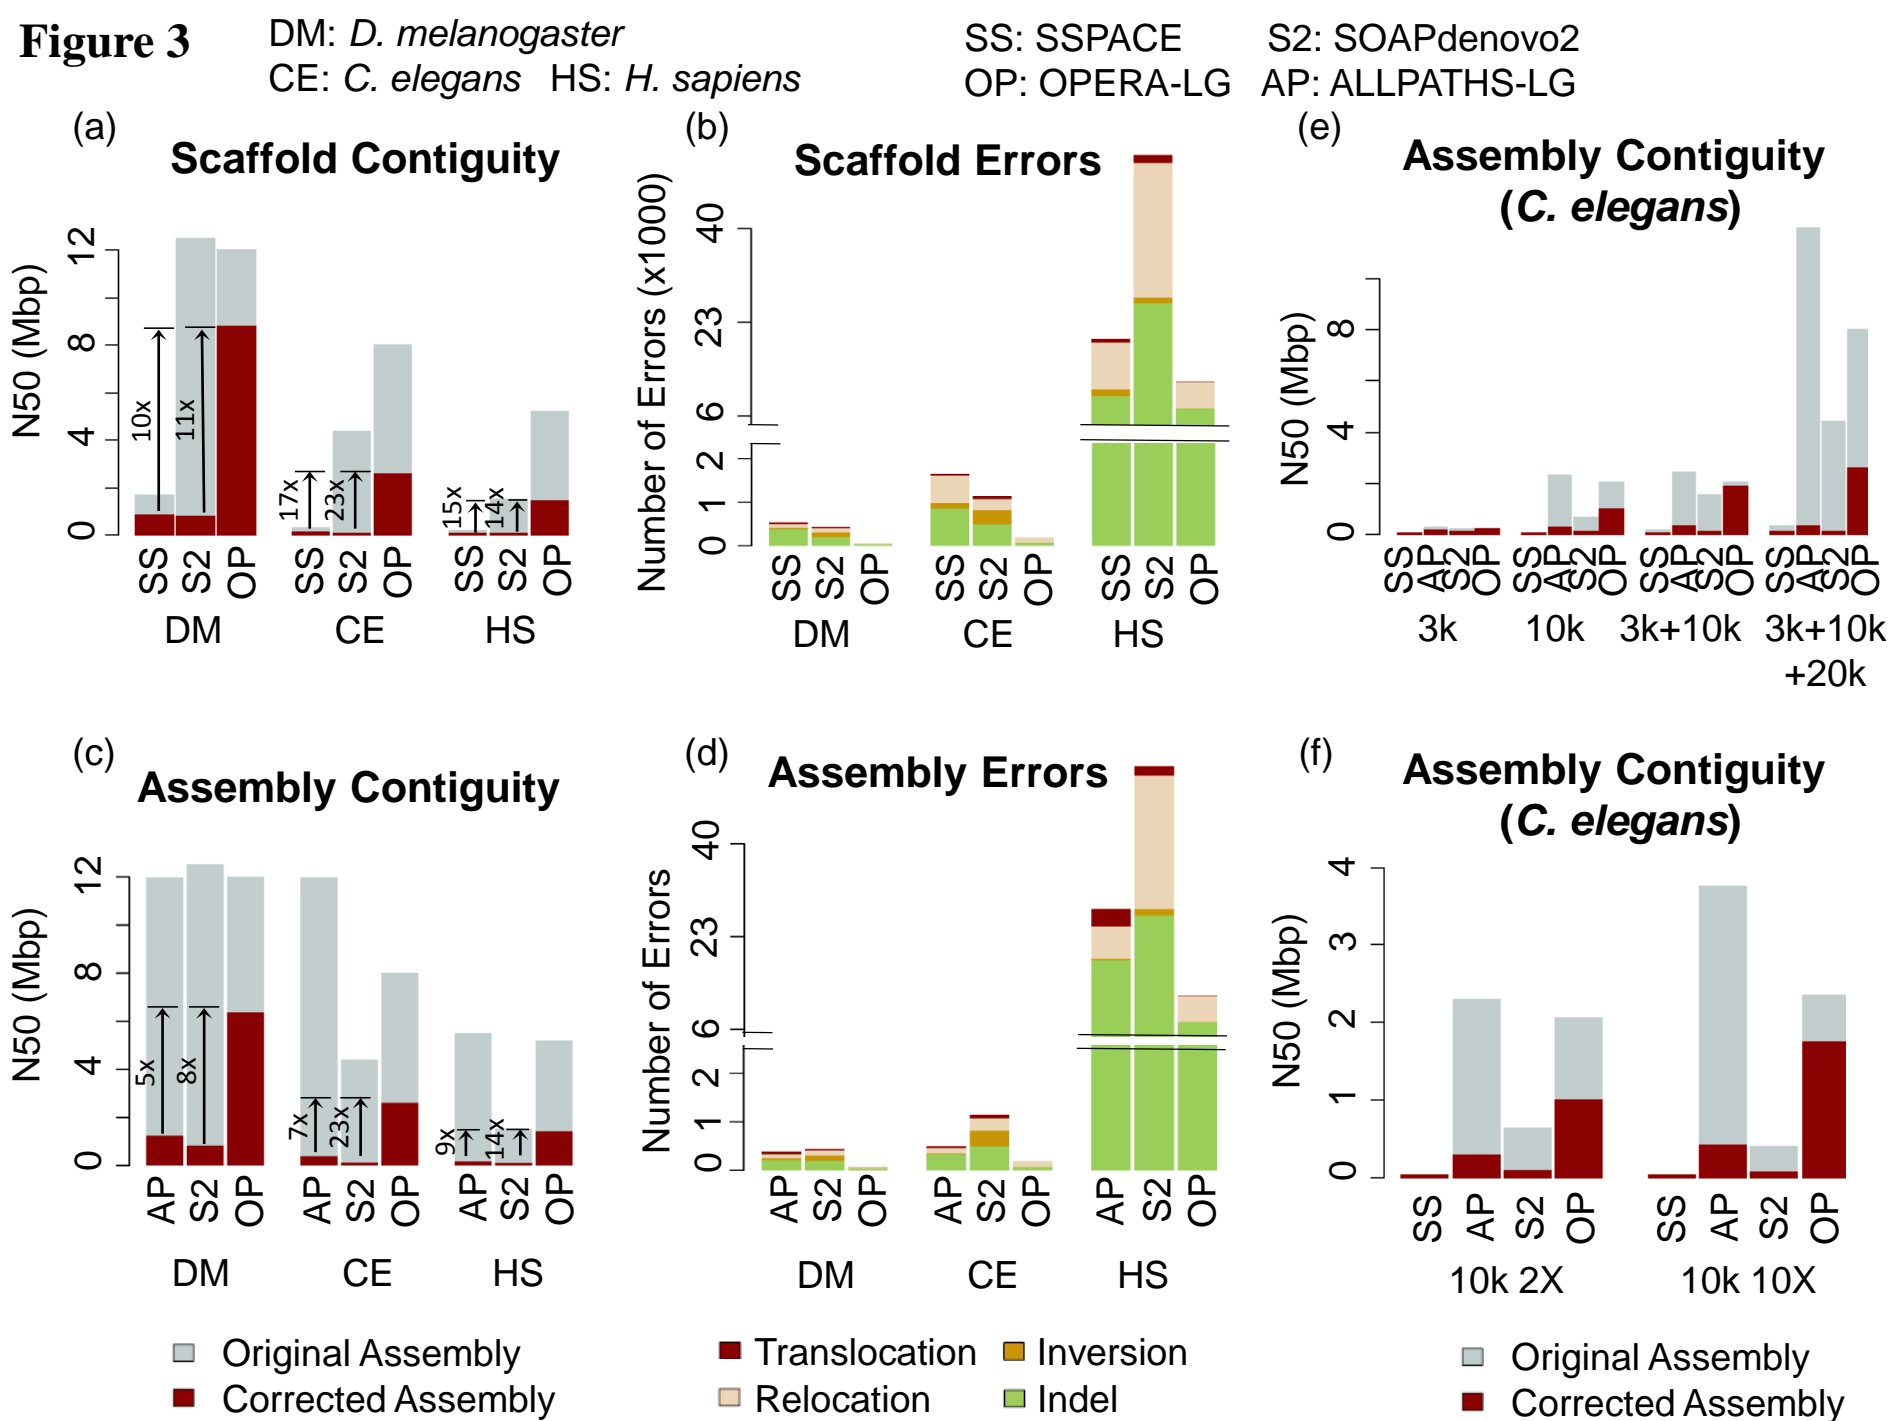 Figure 3
DM: D. melanogaster
CE: C. elegans HS: H. sapiens
SS: SSPACE S2: SOAPdenovo2
OP: OPERA-LG AP: ALLPATHS-LG
(a)
Scaffold Contiguity
N50 (Mbp)
12
8
4
0
10x
11x
17x
23x
15x
14x
SS S2 OP SS S2 OP SS S2 OP
DM CE HS
(b)
Scaffold Errors
Number of Errors (x1000)
40
23
6
2
1
0
SS S2 OP SS S2 OP SS S2 OP
DM CE HS
(e)
Assembly Contiguity
(C. elegans)
N50 (Mbp)
8
4
0
SS AP S2 OP SS AP S2 OP SS AP S2 OP SS AP S2 OP
3k 10k 3k+10k 3k+10k
+20k
(c)
Assembly Contiguity
N50 (Mbp)
12
8
4
0
5x
8x
7x
23x
9x
14x
AP S2 OP AP S2 OP AP S2 OP
DM CE HS
Original Assembly
Corrected Assembly
(d)
Assembly Errors
Number of Errors
40
23
6
2
1
0
AP S2 OP AP S2 OP AP S2 OP
DM CE HS
Translocation Inversion
Relocation Indel
(f)
Assembly Contiguity
(C. elegans)
N50 (Mbp)
4
3
2
1
0
SS AP S2 OP SS AP S2 OP
10k 2X 10k 10X
Original Assembly
Corrected Assembly